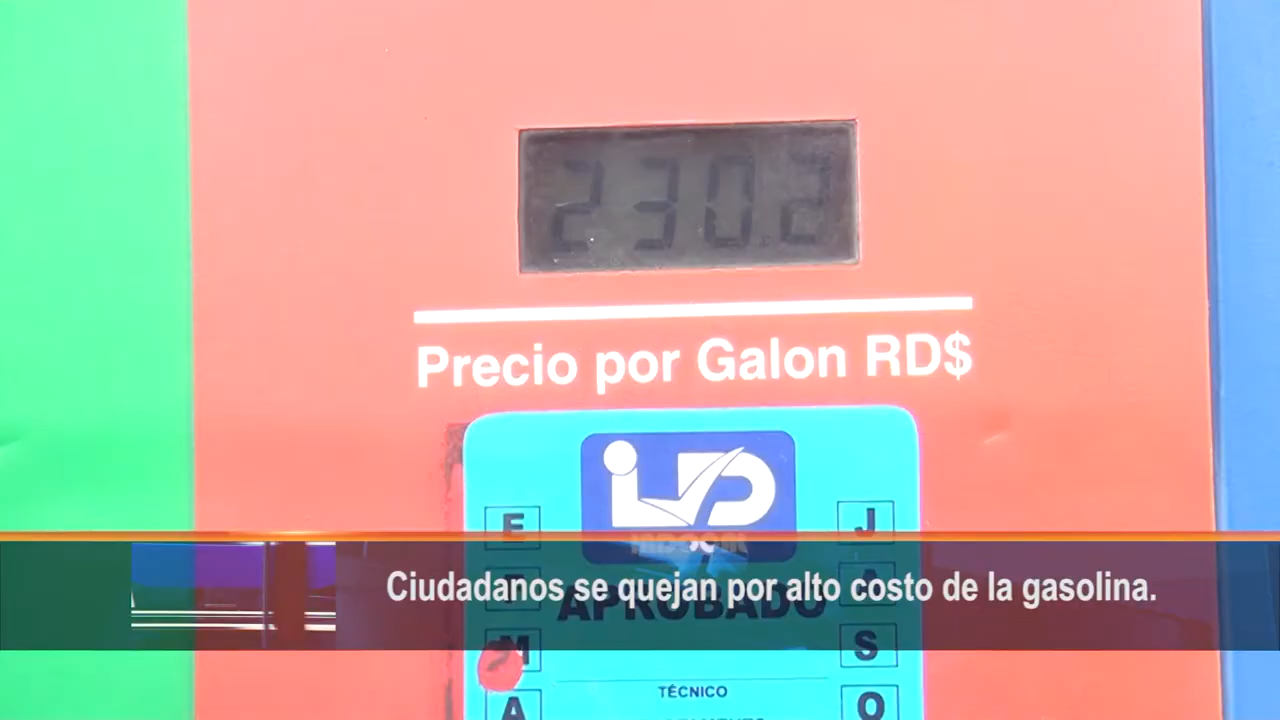 230.2
Precio por Galon RD$
E
J
Ciudadanos se quejan por alto costo de la gasolina.
APROBADO
M
S
TÉCNICO
A
O